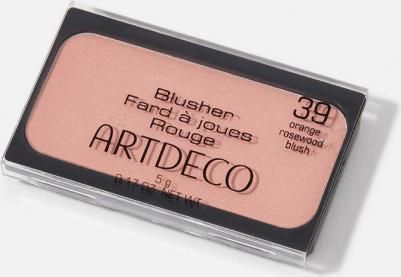 Blusher
Fard à joues
Rouge
ARTDECO
5 g
0.17 OZ. NET WT.
39
orange
rosewood
blush